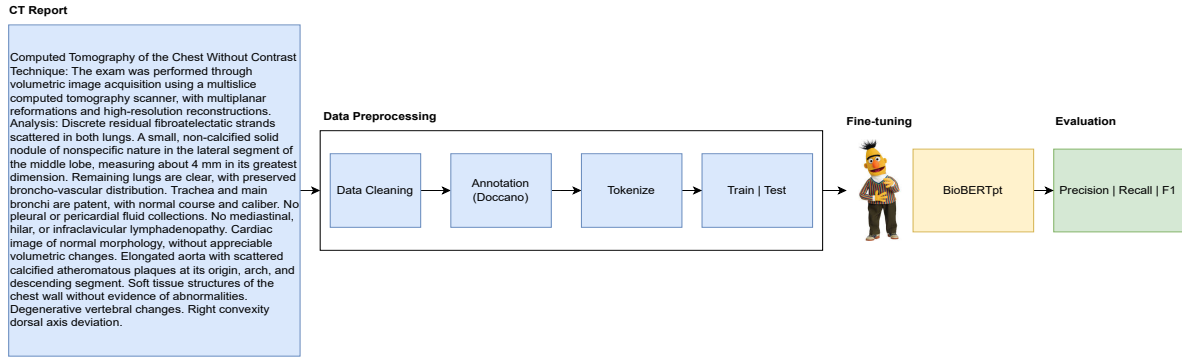 CT Report
Computed Tomography of the Chest Without Contrast
Technique: The exam was performed through
volumetric image acquisition using a multislice
computed tomography scanner, with multiplanar
reformations and high-resolution reconstructions.
Analysis: Discrete residual fibroatelectatic strands
scattered in both lungs. A small, non-calcified solid
nodule of nonspecific nature in the lateral segment of
the middle lobe, measuring about 4 mm in its greatest
dimension. Remaining lungs are clear, with preserved
broncho-vascular distribution. Trachea and main
bronchi are patent, with normal course and caliber. No
pleural or pericardial fluid collections. No mediastinal,
hilar, or infraclavicular lymphadenopathy. Cardiac
image of normal morphology, without appreciable
volumetric changes. Elongated aorta with scattered
calcified atheromatous plaques at its origin, arch, and
descending segment. Soft tissue structures of the
chest wall without evidence of abnormalities.
Degenerative vertebral changes. Right convexity
dorsal axis deviation.
Data Preprocessing
Data Cleaning
Annotation
(Doccano)
Tokenize
Train | Test
Fine-tuning
BioBERTpt
Evaluation
Precision | Recall | F1